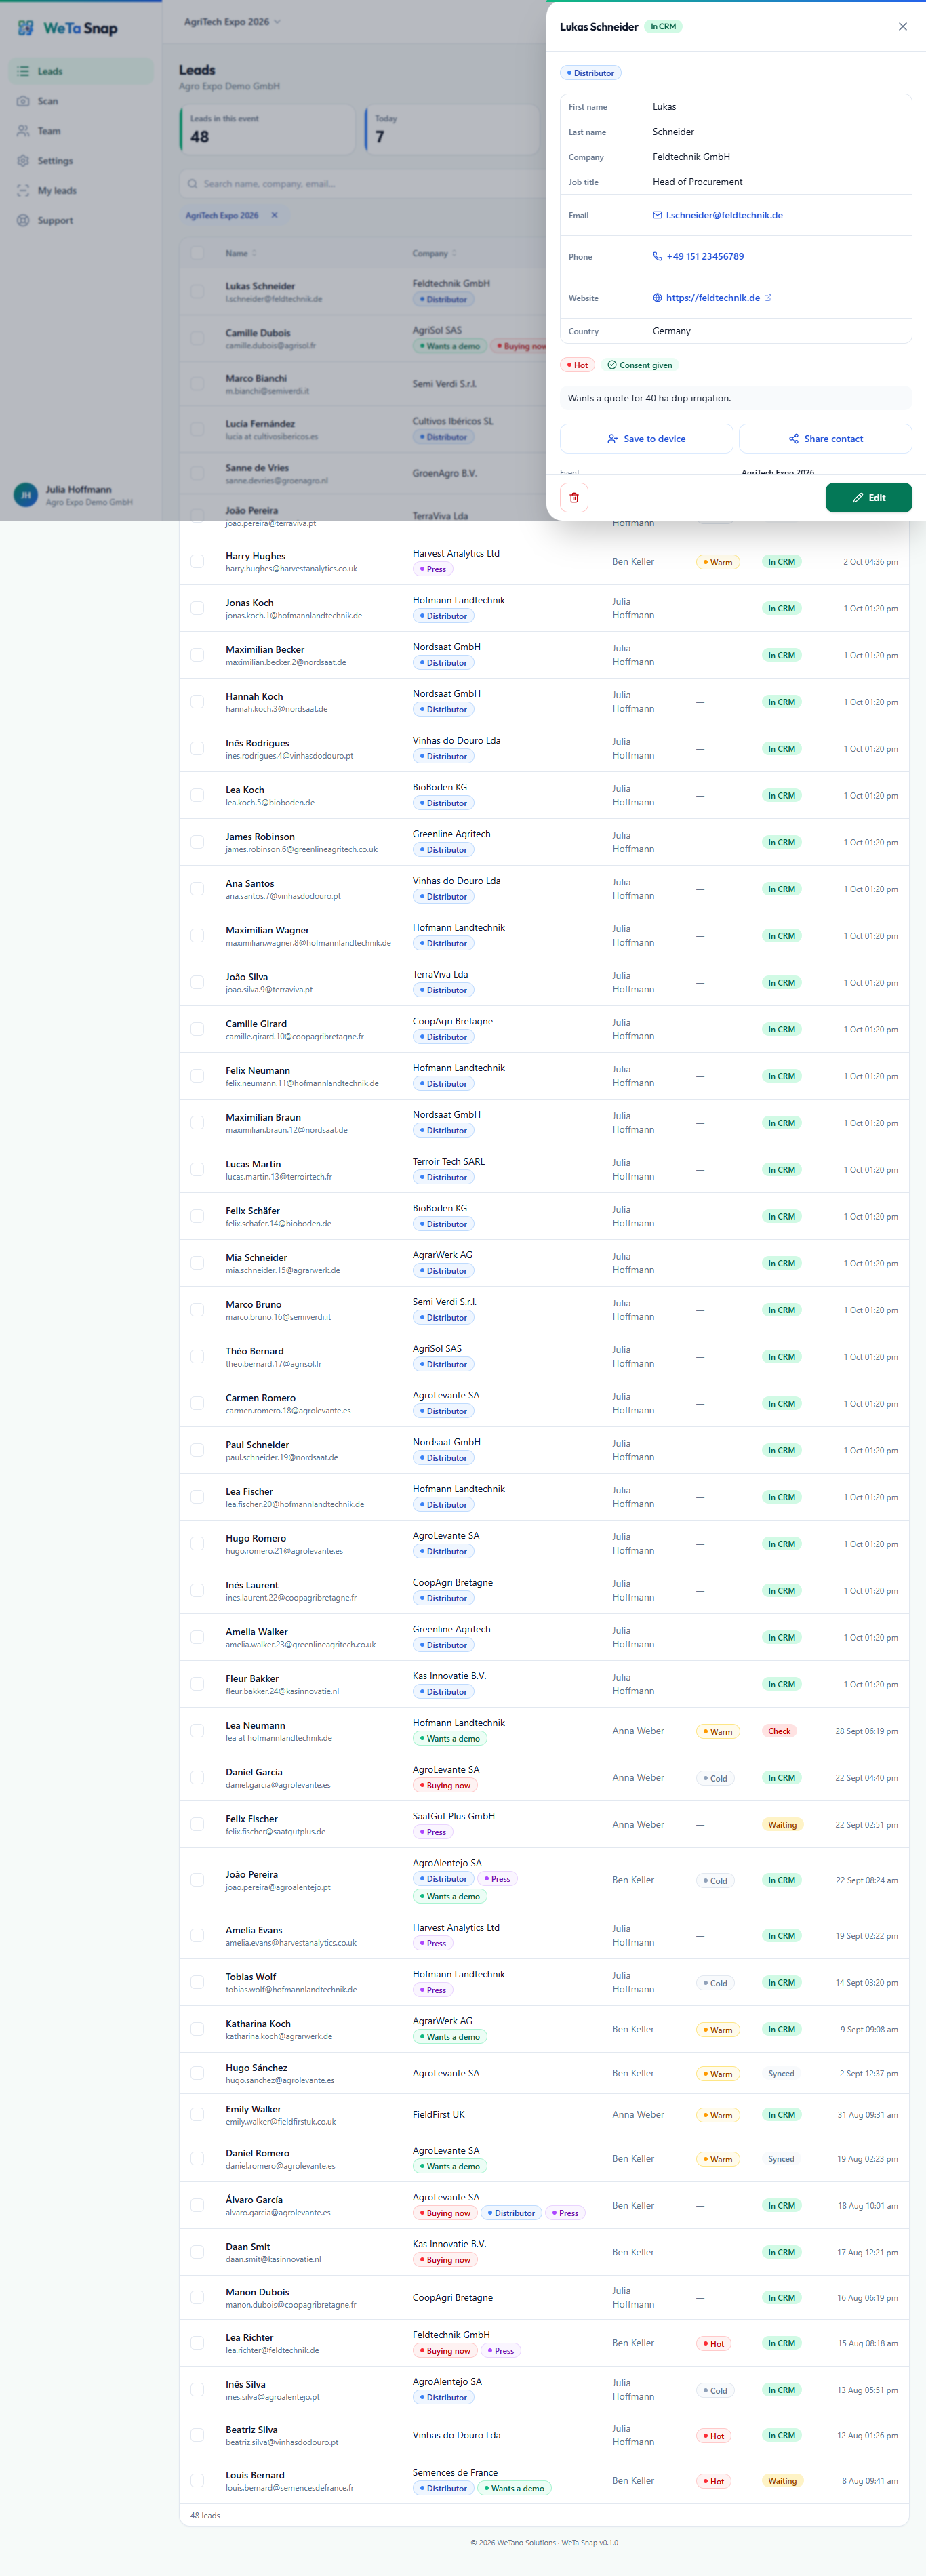 WeTa Snap
Leads
Scan
Team
Settings
My leads
Support
JH
Julia Hoffmann
Agro Expo Demo GmbH
AgriTech Expo 2026
Leads
Agro Expo Demo GmbH
Leads in this event
48
Today
7
Search name, company, email...
AgriTech Expo 2026
Name
Company
Lukas Schneider
l.schneider@feldtechnik.de
Feldtechnik GmbH
Distributor
Camille Dubois
camille.dubois@agrisol.fr
AgriSol SAS
Wants a demo
Buying now
Marco Bianchi
m.bianchi@semiverdi.it
Semi Verdi S.r.l.
Lucía Fernández
lucia at cultivosibericos.es
Cultivos Ibéricos SL
Distributor
Sanne de Vries
sanne.devries@groenagro.nl
GroenAgro B.V.
João Pereira
joao.pereira@terraviva.pt
TerraViva Lda
Hoffmann
Lukas Schneider
In CRM
Distributor
First name Lukas
Last name Schneider
Company Feldtechnik GmbH
Job title Head of Procurement
Email l.schneider@feldtechnik.de
Phone +49 151 23456789
Website https://feldtechnik.de
Country Germany
Hot
Consent given
Wants a quote for 40 ha drip irrigation.
Save to device
Share contact
Event AgriTech Expo 2026
Edit
Harry Hughes
harry.hughes@harvestanalytics.co.uk
Harvest Analytics Ltd
Press
Ben Keller Warm In CRM 2 Oct 04:36 pm
Jonas Koch
jonas.koch.1@hofmannlandtechnik.de
Hofmann Landtechnik
Distributor
Julia
Hoffmann
— In CRM 1 Oct 01:20 pm
Maximilian Becker
maximilian.becker.2@nordsaat.de
Nordsaat GmbH
Distributor
Julia
Hoffmann
— In CRM 1 Oct 01:20 pm
Hannah Koch
hannah.koch.3@nordsaat.de
Nordsaat GmbH
Distributor
Julia
Hoffmann
— In CRM 1 Oct 01:20 pm
Inês Rodrigues
ines.rodrigues.4@vinhasdodouro.pt
Vinhas do Douro Lda
Distributor
Julia
Hoffmann
— In CRM 1 Oct 01:20 pm
Lea Koch
lea.koch.5@bioboden.de
BioBoden KG
Distributor
Julia
Hoffmann
— In CRM 1 Oct 01:20 pm
James Robinson
james.robinson.6@greenlineagritech.co.uk
Greenline Agritech
Distributor
Julia
Hoffmann
— In CRM 1 Oct 01:20 pm
Ana Santos
ana.santos.7@vinhasdodouro.pt
Vinhas do Douro Lda
Distributor
Julia
Hoffmann
— In CRM 1 Oct 01:20 pm
Maximilian Wagner
maximilian.wagner.8@hofmannlandtechnik.de
Hofmann Landtechnik
Distributor
Julia
Hoffmann
— In CRM 1 Oct 01:20 pm
João Silva
joao.silva.9@terraviva.pt
TerraViva Lda
Distributor
Julia
Hoffmann
— In CRM 1 Oct 01:20 pm
Camille Girard
camille.girard.10@coopagribretagne.fr
CoopAgri Bretagne
Distributor
Julia
Hoffmann
— In CRM 1 Oct 01:20 pm
Felix Neumann
felix.neumann.11@hofmannlandtechnik.de
Hofmann Landtechnik
Distributor
Julia
Hoffmann
— In CRM 1 Oct 01:20 pm
Maximilian Braun
maximilian.braun.12@nordsaat.de
Nordsaat GmbH
Distributor
Julia
Hoffmann
— In CRM 1 Oct 01:20 pm
Lucas Martin
lucas.martin.13@terroirtech.fr
Terroir Tech SARL
Distributor
Julia
Hoffmann
— In CRM 1 Oct 01:20 pm
Felix Schäfer
felix.schafer.14@bioboden.de
BioBoden KG
Distributor
Julia
Hoffmann
— In CRM 1 Oct 01:20 pm
Mia Schneider
mia.schneider.15@agrarwerk.de
AgrarWerk AG
Distributor
Julia
Hoffmann
— In CRM 1 Oct 01:20 pm
Marco Bruno
marco.bruno.16@semiverdi.it
Semi Verdi S.r.l.
Distributor
Julia
Hoffmann
— In CRM 1 Oct 01:20 pm
Théo Bernard
theo.bernard.17@agrisol.fr
AgriSol SAS
Distributor
Julia
Hoffmann
— In CRM 1 Oct 01:20 pm
Carmen Romero
carmen.romero.18@agrolevante.es
AgroLevante SA
Distributor
Julia
Hoffmann
— In CRM 1 Oct 01:20 pm
Paul Schneider
paul.schneider.19@nordsaat.de
Nordsaat GmbH
Distributor
Julia
Hoffmann
— In CRM 1 Oct 01:20 pm
Lea Fischer
lea.fischer.20@hofmannlandtechnik.de
Hofmann Landtechnik
Distributor
Julia
Hoffmann
— In CRM 1 Oct 01:20 pm
Hugo Romero
hugo.romero.21@agrolevante.es
AgroLevante SA
Distributor
Julia
Hoffmann
— In CRM 1 Oct 01:20 pm
Inés Laurent
ines.laurent.22@coopagribretagne.fr
CoopAgri Bretagne
Distributor
Julia
Hoffmann
— In CRM 1 Oct 01:20 pm
Amelia Walker
amelia.walker.23@greenlineagritech.co.uk
Greenline Agritech
Distributor
Julia
Hoffmann
— In CRM 1 Oct 01:20 pm
Fleur Bakker
fleur.bakker.24@kasinnovatie.nl
Kas Innovatie B.V.
Distributor
Julia
Hoffmann
— In CRM 1 Oct 01:20 pm
Lea Neumann
lea at hofmannlandtechnik.de
Hofmann Landtechnik
Wants a demo
Anna Weber Warm Check 28 Sept 06:19 pm
Daniel García
daniel.garcia@agrolevante.es
AgroLevante SA
Buying now
Anna Weber Cold In CRM 22 Sept 04:40 pm
Felix Fischer
felix.fischer@saatgutplus.de
SaatGut Plus GmbH
Press
Anna Weber — Waiting 22 Sept 02:51 pm
João Pereira
joao.pereira@agroalentejo.pt
AgroAlentejo SA
Distributor Press
Wants a demo
Ben Keller Cold In CRM 22 Sept 08:24 am
Amelia Evans
amelia.evans@harvestanalytics.co.uk
Harvest Analytics Ltd
Press
Julia
Hoffmann
— In CRM 19 Sept 02:22 pm
Tobias Wolf
tobias.wolf@hofmannlandtechnik.de
Hofmann Landtechnik
Press
Julia
Hoffmann
Cold In CRM 14 Sept 03:20 pm
Katharina Koch
katharina.koch@agrarwerk.de
AgrarWerk AG
Wants a demo
Ben Keller Warm In CRM 9 Sept 09:08 am
Hugo Sánchez
hugo.sanchez@agrolevante.es
AgroLevante SA
Ben Keller Warm Synced 2 Sept 12:37 pm
Emily Walker
emily.walker@fieldfirstuk.co.uk
FieldFirst UK
Anna Weber Warm In CRM 31 Aug 09:31 am
Daniel Romero
daniel.romero@agrolevante.es
AgroLevante SA
Wants a demo
Ben Keller Warm Synced 19 Aug 02:23 pm
Álvaro García
alvaro.garcia@agrolevante.es
AgroLevante SA
Buying now Distributor Press
Ben Keller — In CRM 18 Aug 10:01 am
Daan Smit
daan.smit@kasinnovatie.nl
Kas Innovatie B.V.
Buying now
Ben Keller — In CRM 17 Aug 12:21 pm
Manon Dubois
manon.dubois@coopagribretagne.fr
CoopAgri Bretagne
Julia
Hoffmann
— In CRM 16 Aug 06:19 pm
Lea Richter
lea.richter@feldtechnik.de
Feldtechnik GmbH
Buying now Press
Ben Keller Hot In CRM 15 Aug 08:18 am
Inês Silva
ines.silva@agroalentejo.pt
AgroAlentejo SA
Distributor
Julia
Hoffmann
Cold In CRM 13 Aug 05:51 pm
Beatriz Silva
beatriz.silva@vinhasdodouro.pt
Vinhas do Douro Lda
Julia
Hoffmann
Hot In CRM 12 Aug 01:26 pm
Louis Bernard
louis.bernard@semencesdefrance.fr
Semences de France
Distributor Wants a demo
Ben Keller Hot Waiting 8 Aug 09:41 am
48 leads
© 2026 WeTano Solutions - WeTa Snap v0.1.0